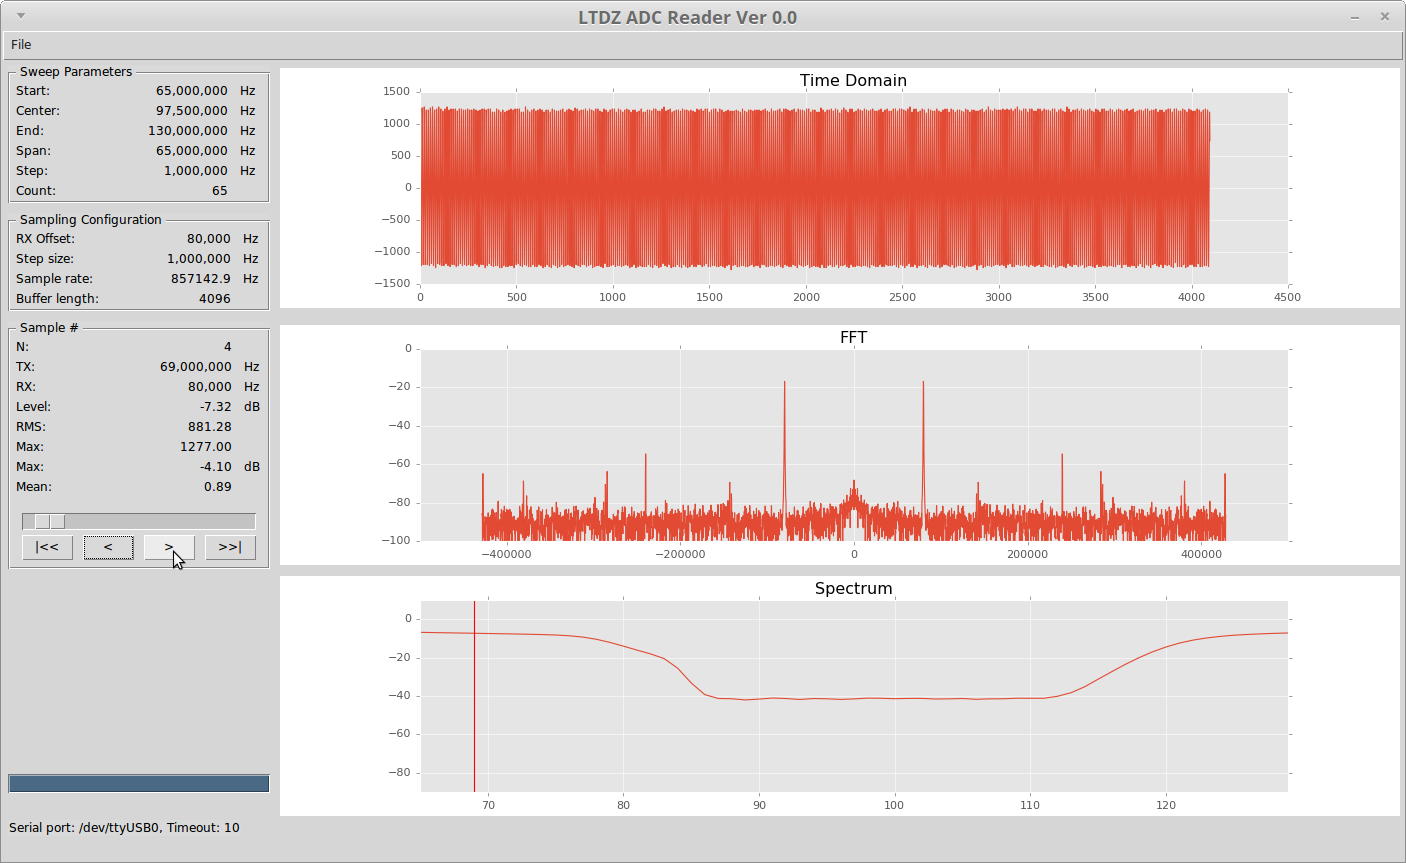 LTDZ ADC Reader Ver 0.0
File
Sweep Parameters
Start: 65,000,000 Hz
Center: 97,500,000 Hz
End: 130,000,000 Hz
Span: 65,000,000 Hz
Step: 1,000,000 Hz
Count: 65
Sampling Configuration
RX Offset: 80,000 Hz
Step size: 1,000,000 Hz
Sample rate: 857142.9 Hz
Buffer length: 4096
Sample #
N: 4
TX: 69,000,000 Hz
RX: 80,000 Hz
Level: -7.32 dB
RMS: 881.28
Max: 1277.00
Max: -4.10 dB
Mean: 0.89
|<< < > >>|
Serial port: /dev/ttyUSB0, Timeout: 10
Time Domain
1500
1000
500
0
−500
−1000
−1500
0 500 1000 1500 2000 2500 3000 3500 4000 4500
FFT
0
−20
−40
−60
−80
−100
−400000 −200000 0 200000 400000
Spectrum
0
−20
−40
−60
−80
70 80 90 100 110 120